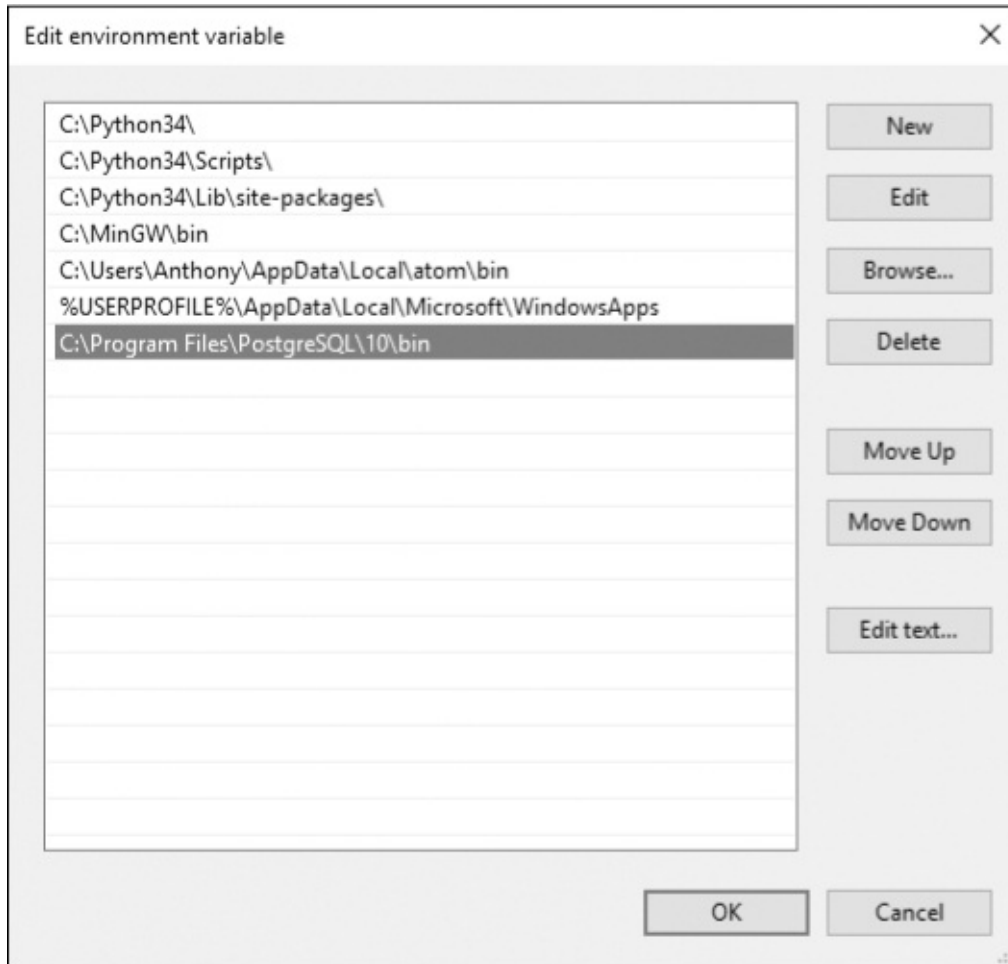 Edit environment variable
C:\Python34\
New
C:\Python34\Scripts\
C:\Python34\Lib\site-packages\
Edit
C:\MinGW\bin
C:\Users\Anthony\AppData\Local\atom\bin
Browse...
%USERPROFILE%\AppData\Local\Microsoft\WindowsApps
C:\Program Files\PostgreSQL\10\bin
Delete
Move Up
Move Down
Edit text...
OK
Cancel